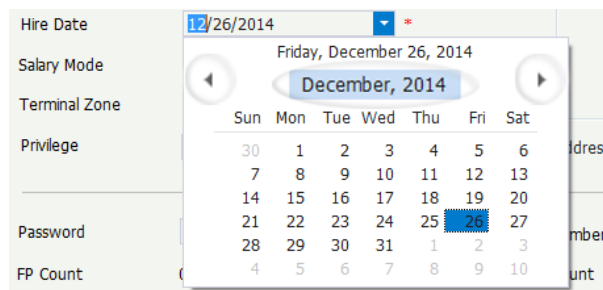 Hire Date 12/26/2014 *
Friday, December 26, 2014
Salary Mode
December, 2014
Terminal Zone
Sun Mon Tue Wed Thu Fri Sat
Privilege 30 1 2 3 4 5 6
7 8 9 10 11 12 13
14 15 16 17 18 19 20
Password 21 22 23 24 25 26 27
28 29 30 31 1 2 3
FP Count 4 5 6 7 8 9 10